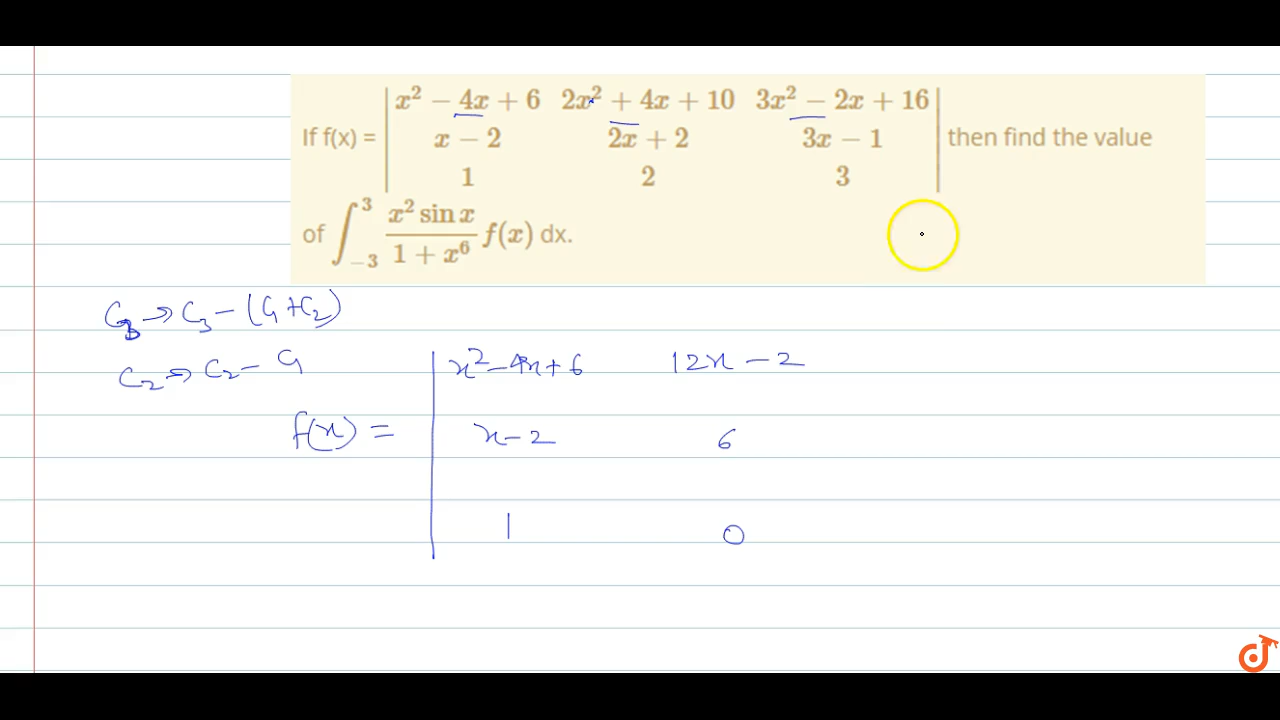 x² − 4x + 6 2x² + 4x + 10 3x² − 2x + 16
If f(x) = x − 2 2x + 2 3x − 1 then find the value
1 2 3
of ∫₋₃³ (x² sin x)/(1 + x⁶) f(x) dx.
C₃ → C₃ − (C₁ + C₂)
C₂ → C₂ − C₁
x² − 4x + 6 12x − 2
f(x) = x − 2 6
1 0